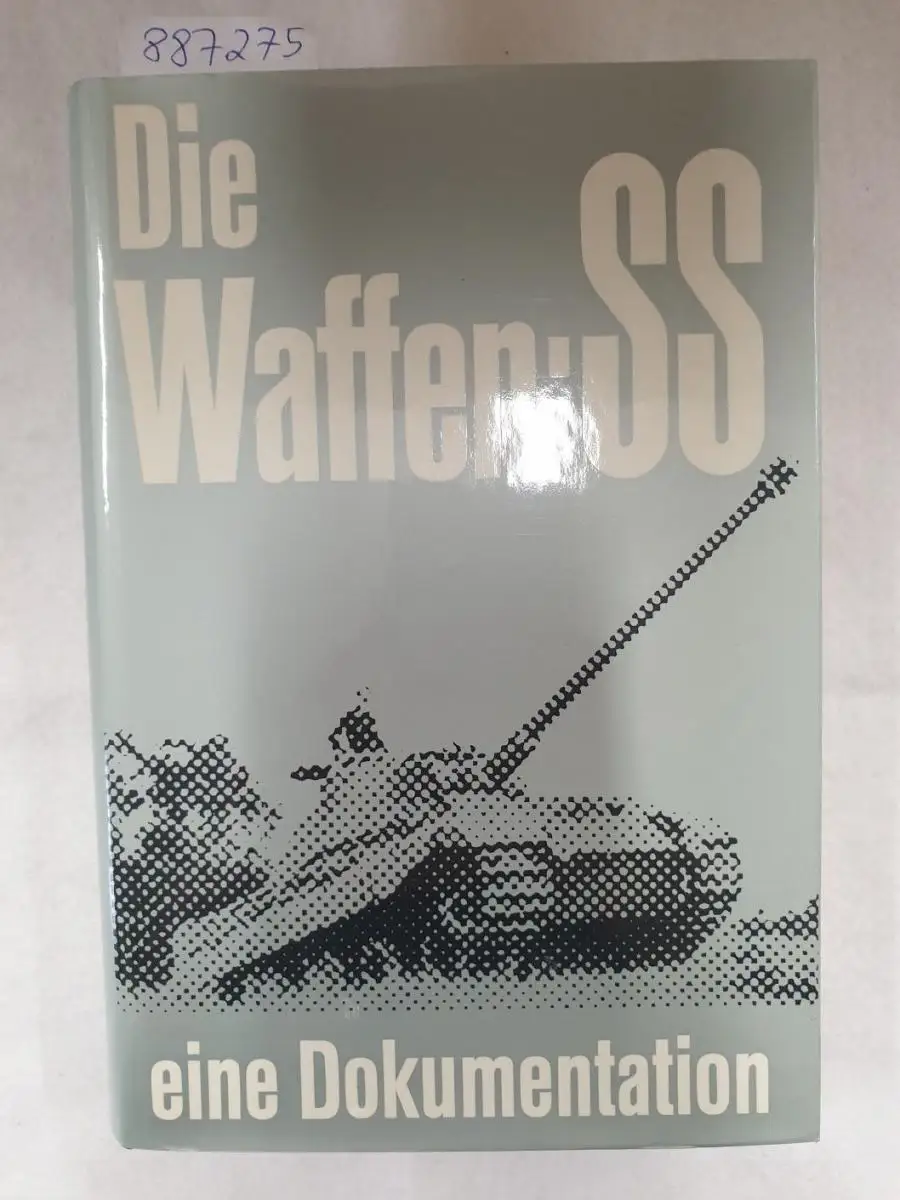 887275
Die
Waffen-SS
eine Dokumentation